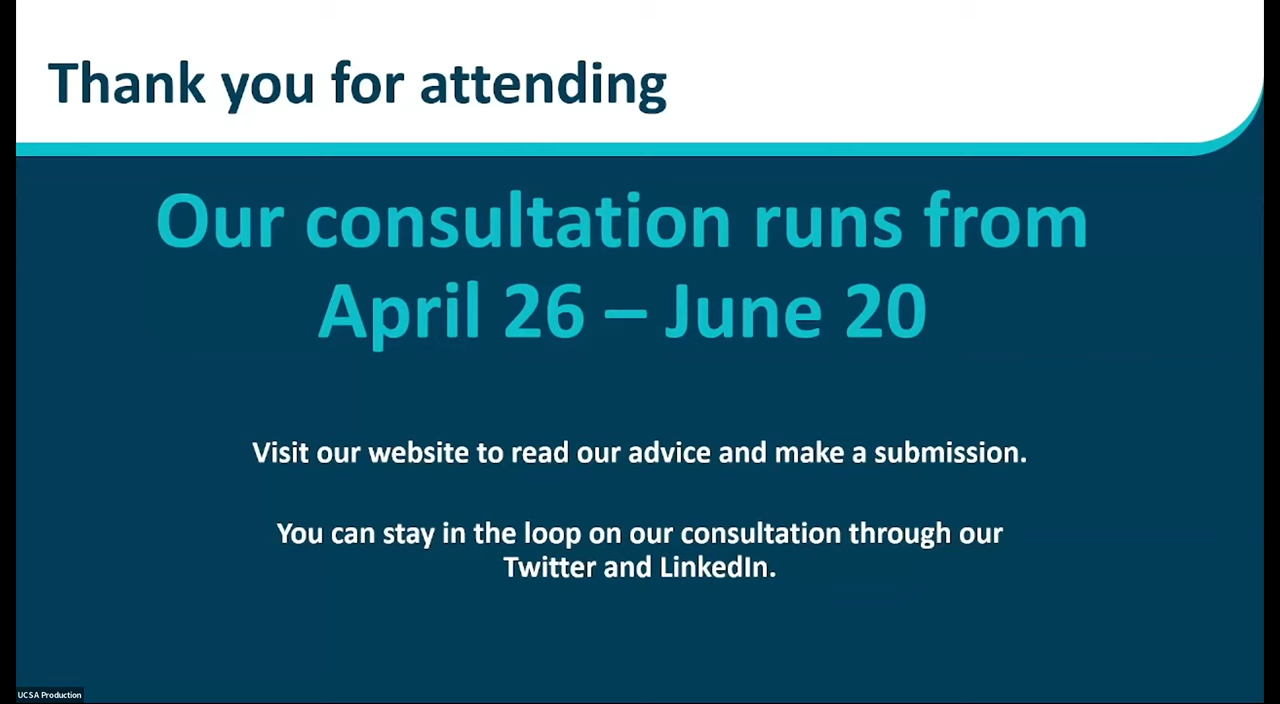 Thank you for attending
Our consultation runs from
April 26 – June 20
Visit our website to read our advice and make a submission.
You can stay in the loop on our consultation through our
Twitter and LinkedIn.
UCSA Production